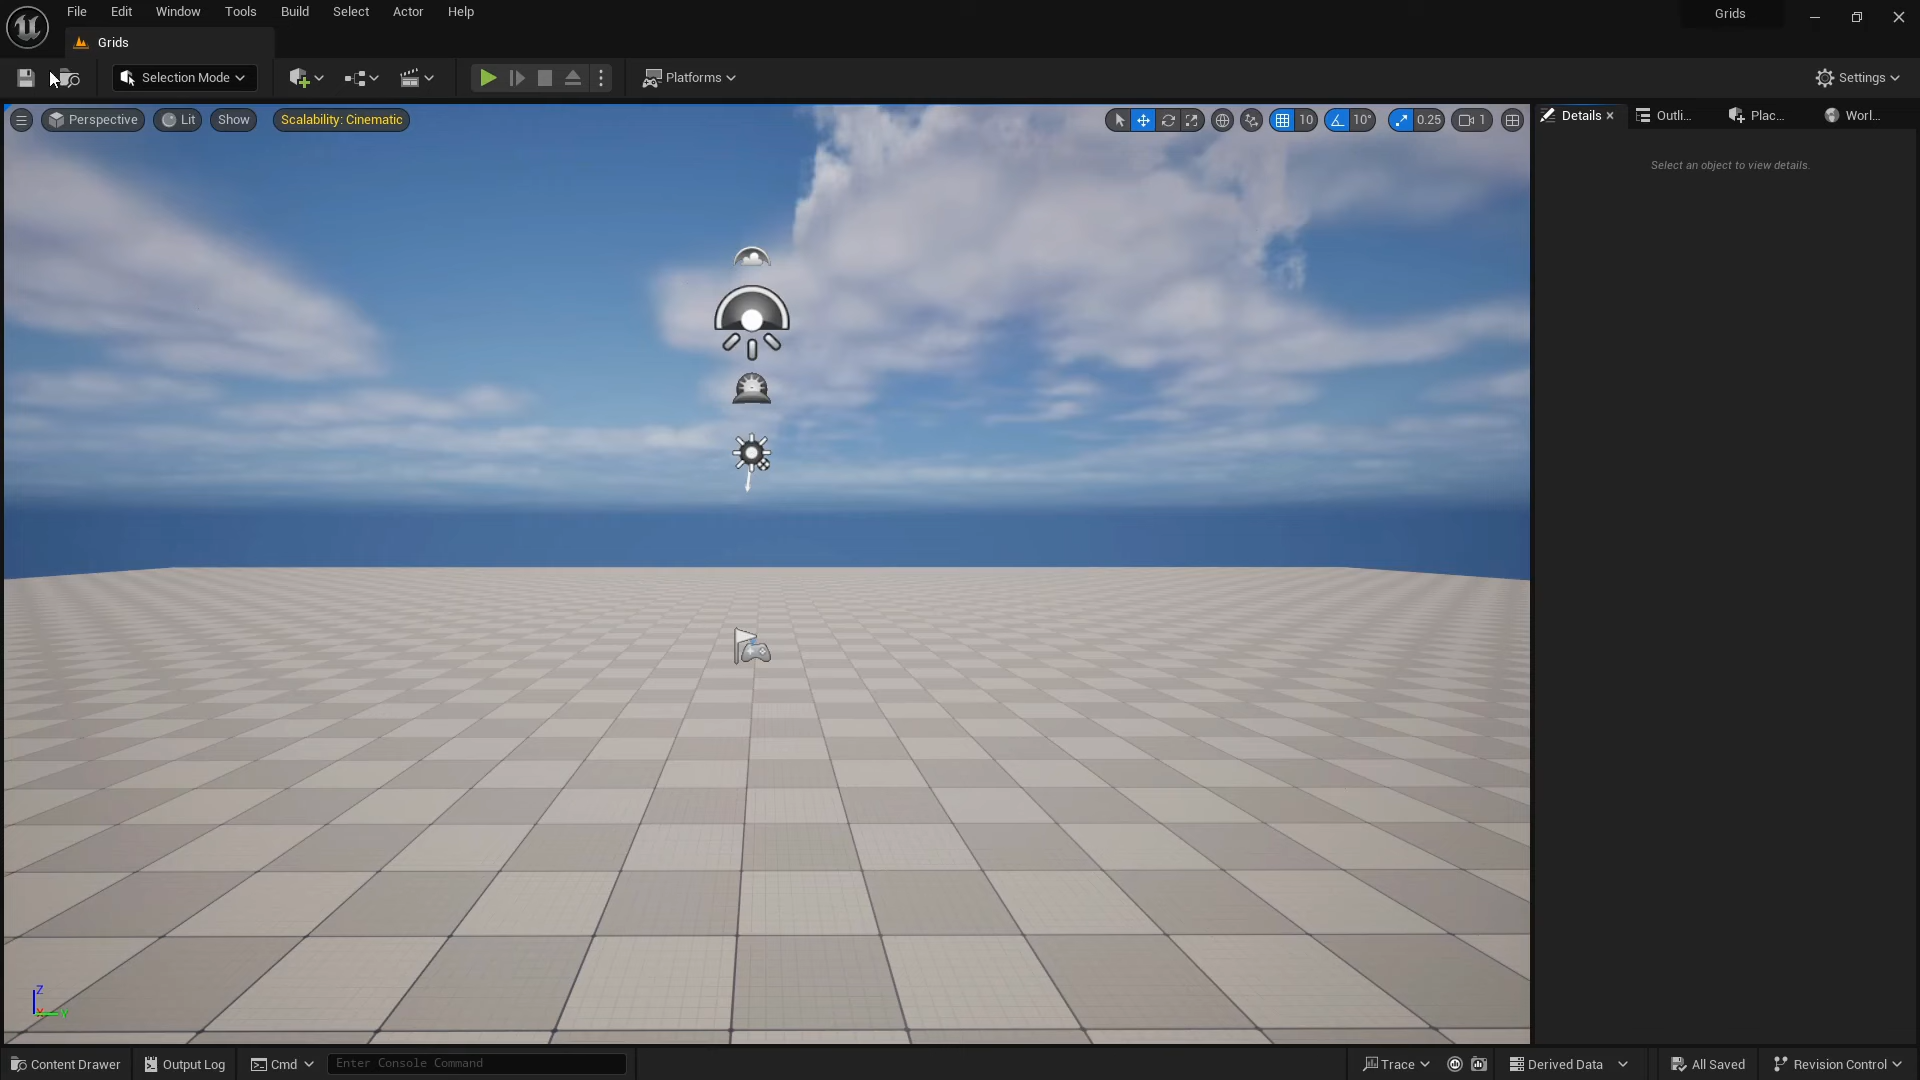 File Edit Window Tools Build Select Actor Help
Grids
Grids
Selection Mode
Platforms
Settings
Perspective Lit Show Scalability: Cinematic
10 10° 0.25 1
Details Outli... Plac... Worl...
Select an object to view details.
Z
X Y
Content Drawer Output Log Cmd Enter Console Command Trace Derived Data All Saved Revision Control